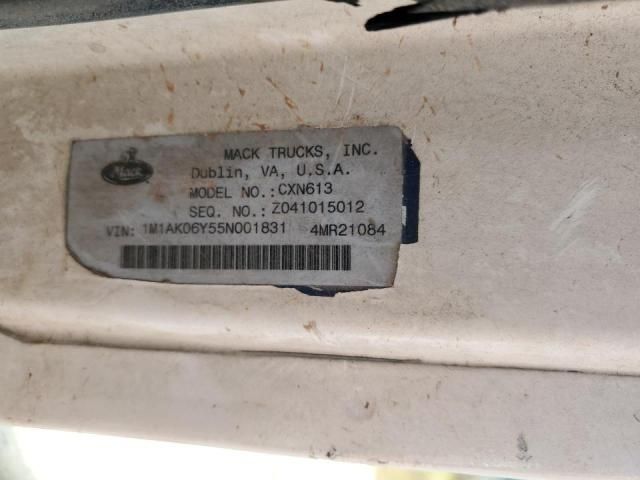 Mack
MACK TRUCKS, INC.
Dublin, VA, U.S.A.
MODEL NO.: CXN613
SEQ. NO.: Z041015012
VIN: 1M1AK06Y55N001831 4MR21084